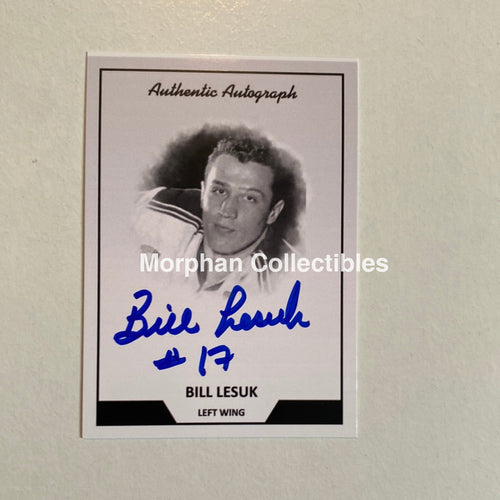 Authentic Autograph
Morphan Collectibles
Bill Lesuk
# 17
BILL LESUK
LEFT WING